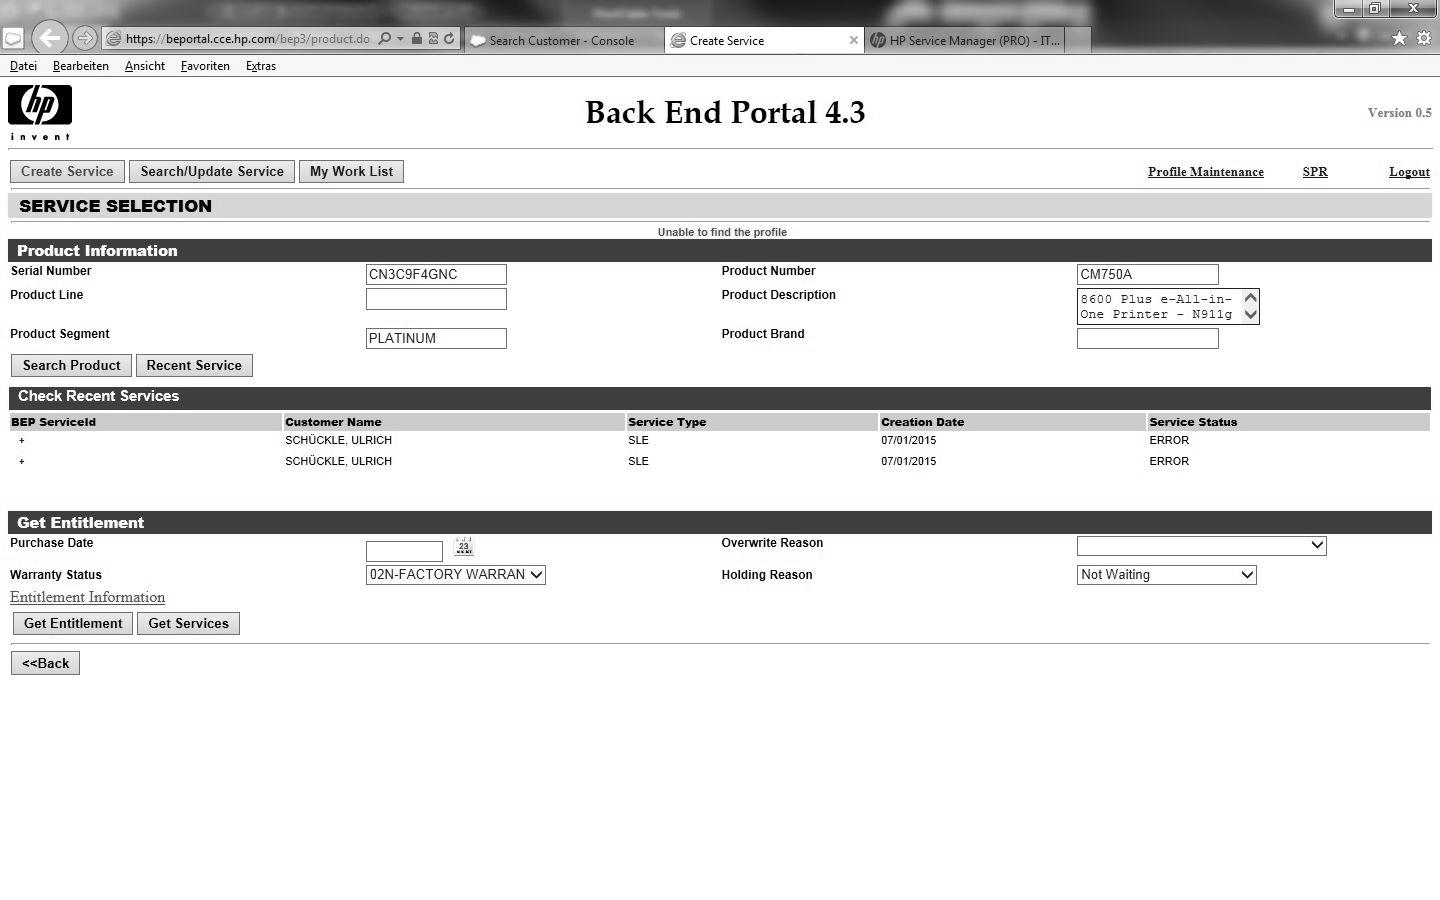 https://beportal.cce.hp.com/bep3/product.do
Search Customer - Console
Create Service
HP Service Manager (PRO) - IT...
Datei Bearbeiten Ansicht Favoriten Extras
hp
invent
Back End Portal 4.3
Version 0.5
Create Service Search/Update Service My Work List
Profile Maintenance SPR Logout
SERVICE SELECTION
Unable to find the profile
Product Information
Serial Number CN3C9F4GNC Product Number CM750A
Product Line Product Description 8600 Plus e-All-in-
One Printer - N911g
Product Segment PLATINUM Product Brand
Search Product Recent Service
Check Recent Services
BEP ServiceId Customer Name Service Type Creation Date Service Status
+ SCHÜCKLE, ULRICH SLE 07/01/2015 ERROR
+ SCHÜCKLE, ULRICH SLE 07/01/2015 ERROR
Get Entitlement
Purchase Date 23 Overwrite Reason
Warranty Status 02N-FACTORY WARRAN Holding Reason Not Waiting
Entitlement Information
Get Entitlement Get Services
<<Back